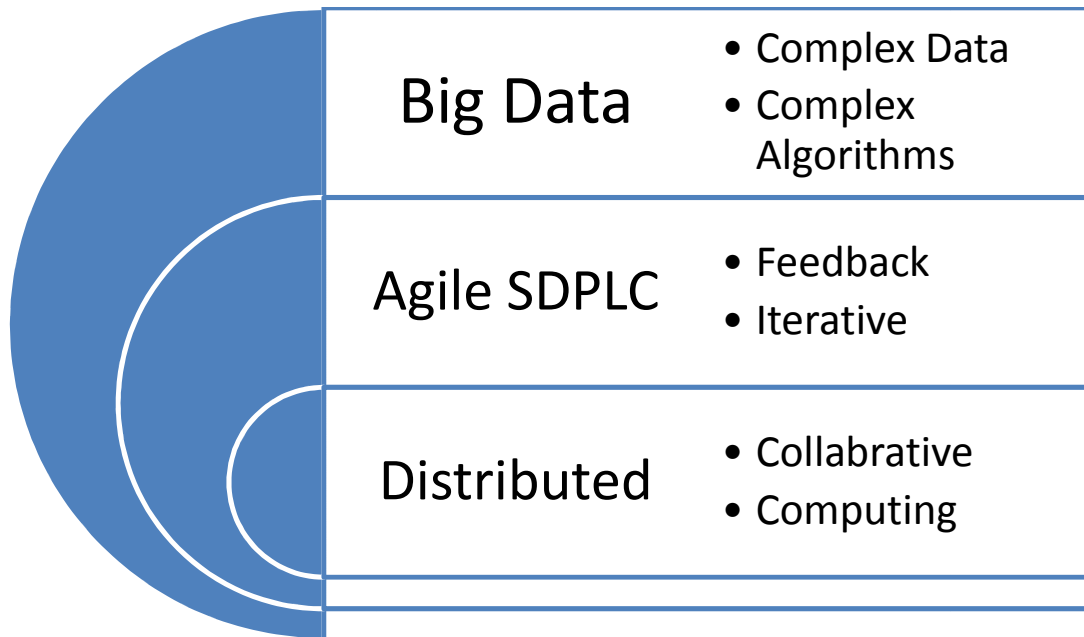 Big Data
• Complex Data
• Complex
Algorithms
Agile SDPLC
• Feedback
• Iterative
Distributed
• Collabrative
• Computing